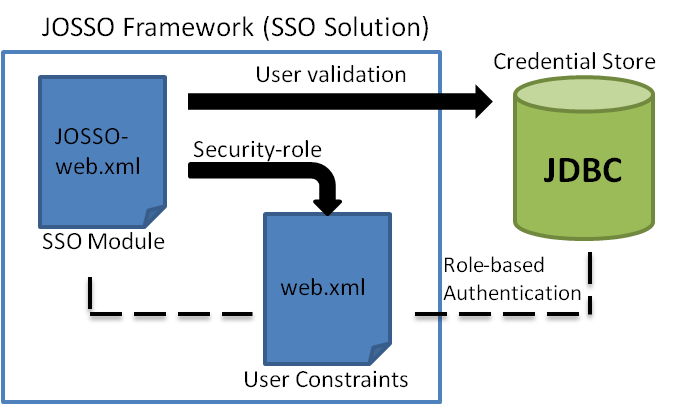 JOSSO Framework (SSO Solution)
User validation
Credential Store
JOSSO-
web.xml
JDBC
Security-role
SSO Module
web.xml
Role-based
Authentication
User Constraints